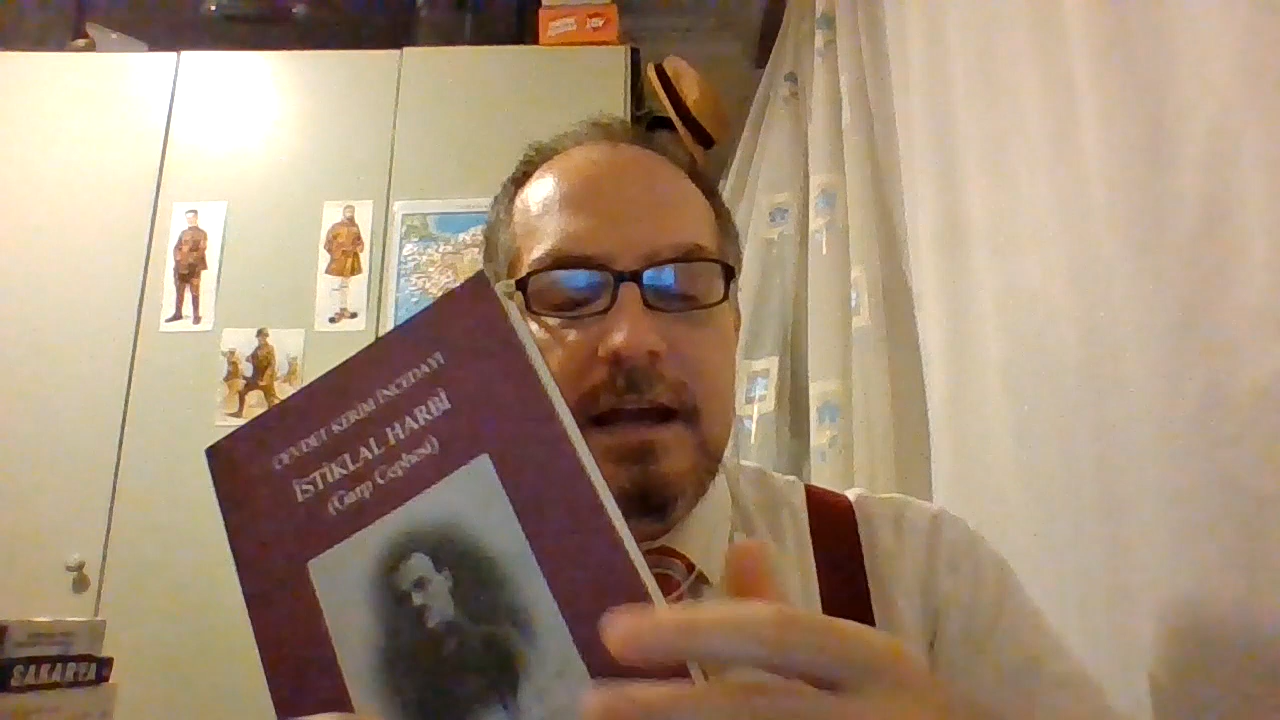 CEVDET KERİM İNCEDAYI
İSTİKLAL HARBİ
(Garp Cephesi)
SAKARYA